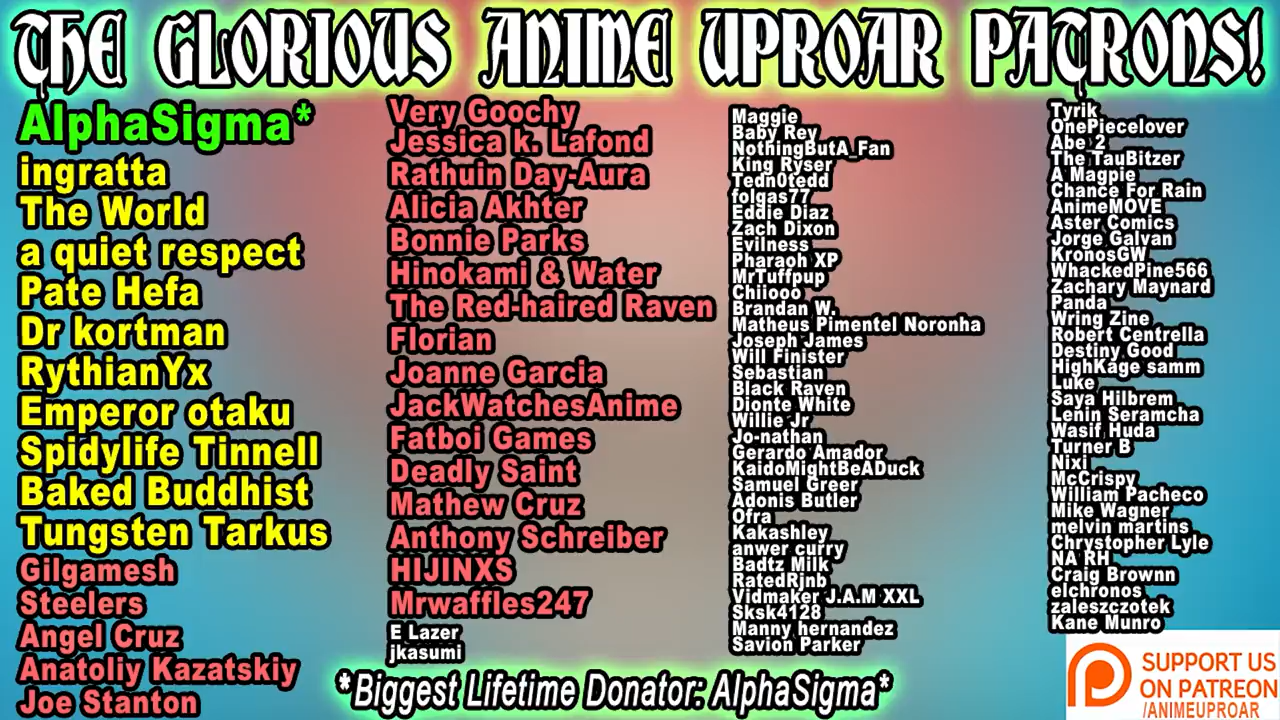 THE GLORIOUS ANIME UPROAR PATRONS!
AlphaSigma*
ingratta
The World
a quiet respect
Pate Hefa
Dr kortman
RythianYx
Emperor otaku
Spidylife Tinnell
Baked Buddhist
Tungsten Tarkus
Gilgamesh
Steelers
Angel Cruz
Anatoliy Kazatskiy
Joe Stanton
Very Goochy
Jessica k. Lafond
Rathuin Day-Aura
Alicia Akhter
Bonnie Parks
Hinokami & Water
The Red-haired Raven
Florian
Joanne Garcia
JackWatchesAnime
Fatboi Games
Deadly Saint
Mathew Cruz
Anthony Schreiber
HIJINXS
Mrwaffles247
E Lazer
jkasumi
Maggie
Baby Rey
NothingButA_Fan
King Ryser
Tedn0tedd
folgas77
Eddie Diaz
Zach Dixon
Evilness
Pharaoh XP
MrTuffpup
Chiiooo
Brandan W.
Matheus Pimentel Noronha
Joseph James
Will Finister
Sebastian
Black Raven
Dionte White
Willie Jr
Jo-nathan
Gerardo Amador
KaidoMightBeADuck
Samuel Greer
Adonis Butler
Ofra
Kakashley
anwer curry
Badtz Milk
RatedRjnb
Vidmaker J.A.M XXL
Sksk4128
Manny hernandez
Savion Parker
Tyrik
OnePiecelover
Abe 2
The TauBitzer
A Magpie
Chance For Rain
AnimeMOVE
Aster Comics
Jorge Galvan
KronosGW
WhackedPine566
Zachary Maynard
Panda
Wring Zine
Robert Centrella
Destiny Good
HighKage samm
Luke
Saya Hilbrem
Lenin Seramcha
Wasif Huda
Turner B
Nixi
McCrispy
William Pacheco
Mike Wagner
melvin martins
Chrystopher Lyle
NA RH
Craig Brownn
elchronos
zaleszczotek
Kane Munro
*Biggest Lifetime Donator: AlphaSigma*
SUPPORT US
ON PATREON
/ANIMEUPROAR